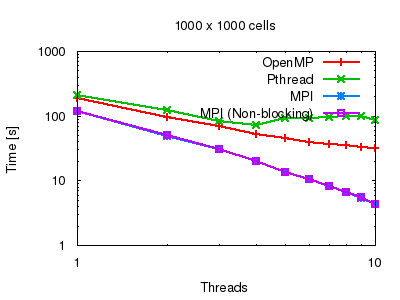 1000 x 1000 cells
OpenMP
Pthread
MPI
MPI (Non-blocking)
1000
100
10
1
Time [s]
1
10
Threads